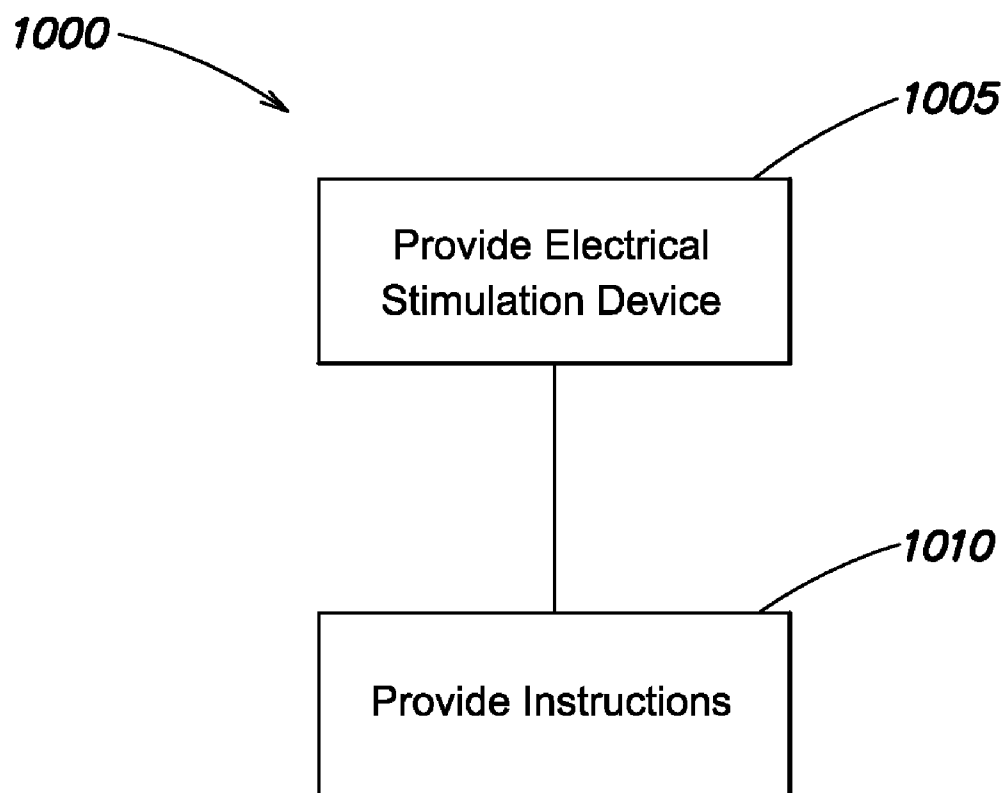 1000
1005
Provide Electrical
Stimulation Device
1010
Provide Instructions